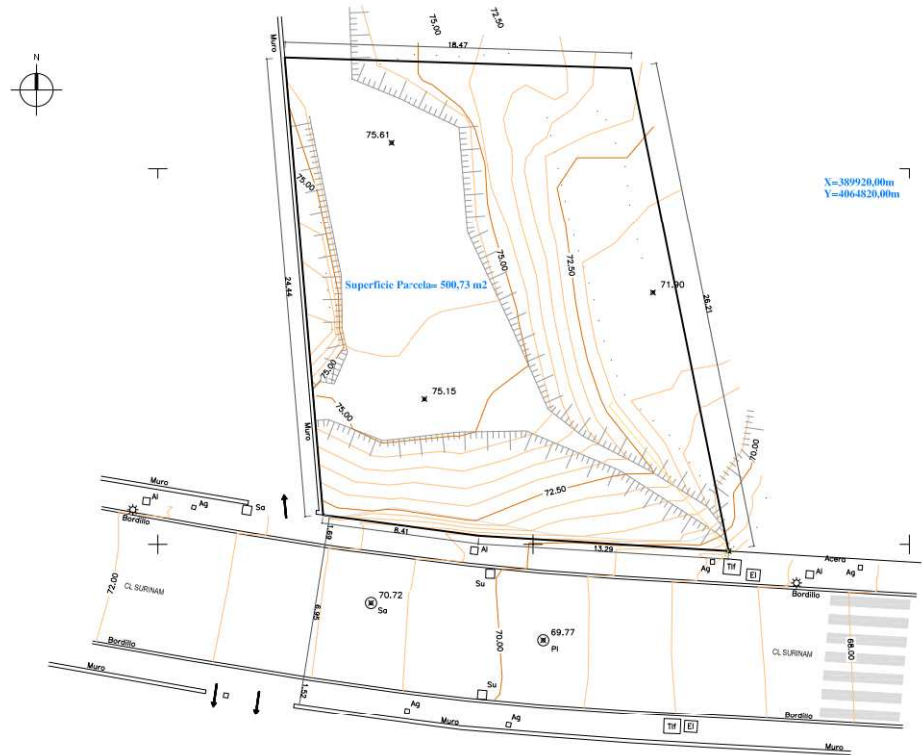 75.00
72.50
Muro
18.47
N
75.61
X=389920,00m
Y=4064820,00m
75.00
75.00
72.50
24.44
Superficie Parcela= 500,73 m2
71.90
26.21
75.00
75.15
75.00
Muro
70.00
72.50
Muro
Al
Ag
Sa
Bordillo
1.69
8.41
13.29
Al
Ag
Tlf
El
Acera
Al
Ag
Bordillo
72.00
CL SURINAM
Su
70.72
Sa
6.95
70.00
69.77
Pl
CL SURINAM
68.00
Bordillo
Muro
1.52
Su
Ag
Muro
Ag
Tlf
El
Bordillo
Muro